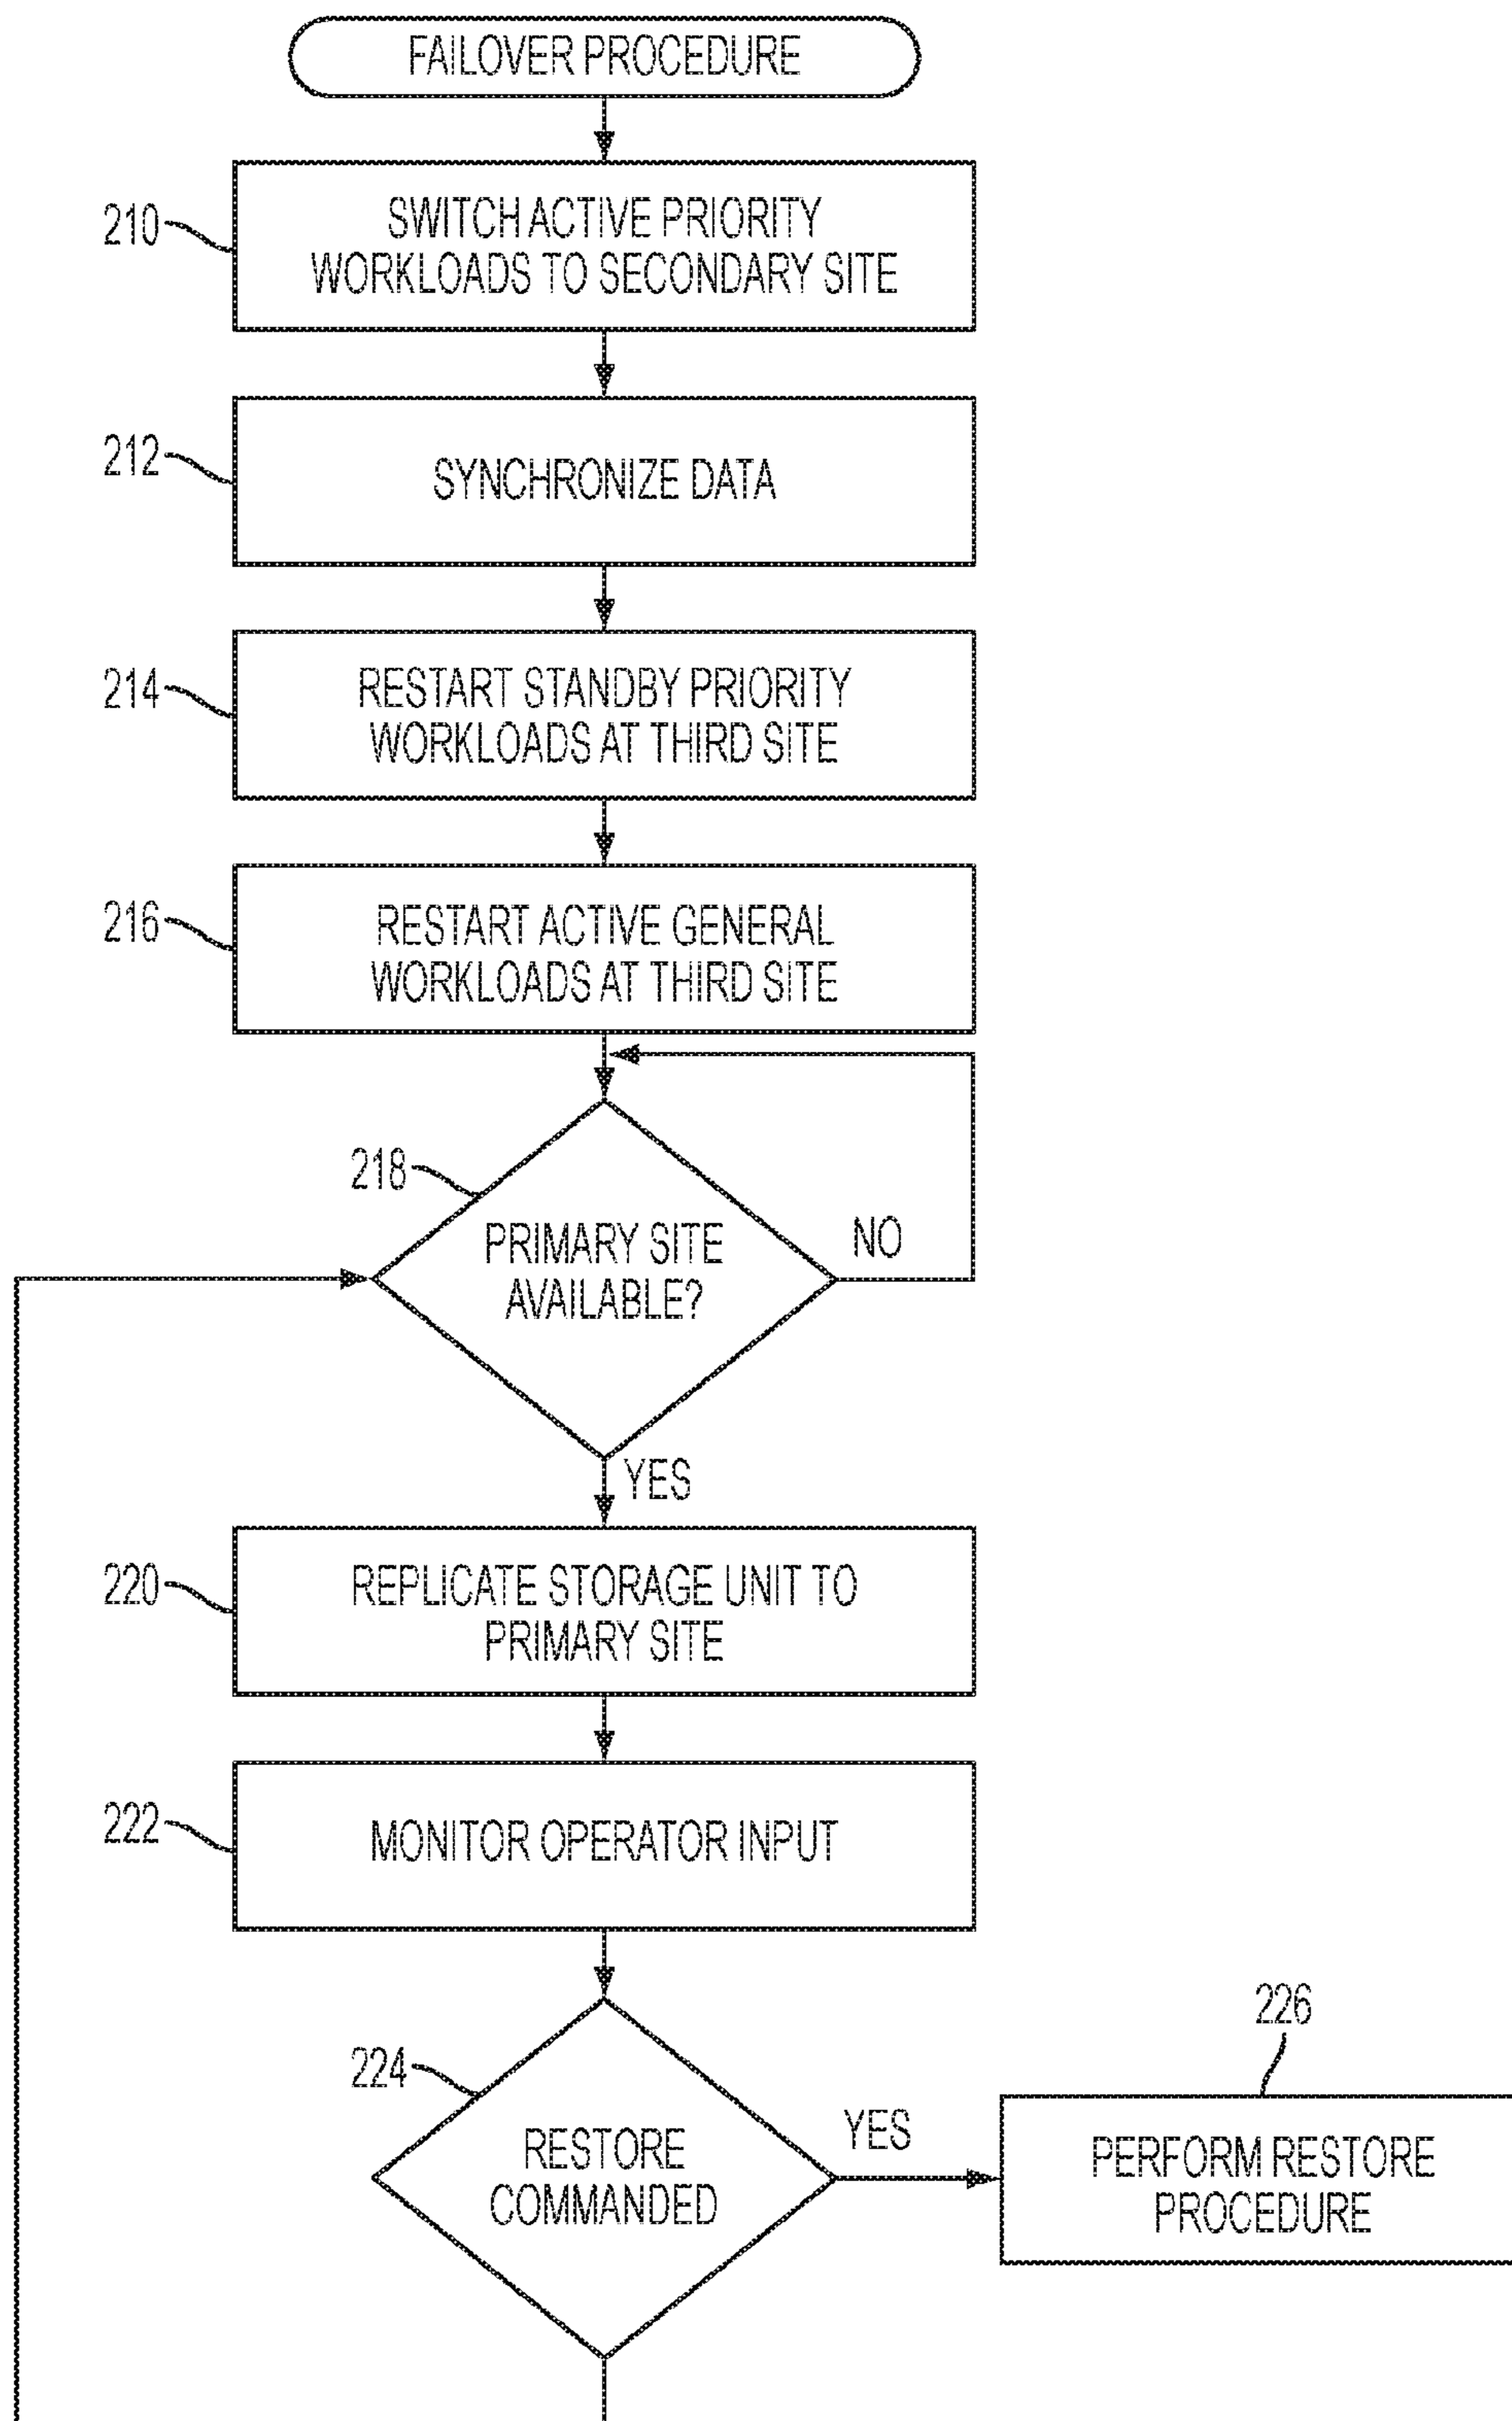 FAILOVER PROCEDURE
210
SWITCH ACTIVE PRIORITY
WORKLOADS TO SECONDARY SITE
212
SYNCHRONIZE DATA
214
RESTART STANDBY PRIORITY
WORKLOADS AT THIRD SITE
216
RESTART ACTIVE GENERAL
WORKLOADS AT THIRD SITE
218
PRIMARY SITE
AVAILABLE?
NO
YES
220
REPLICATE STORAGE UNIT TO
PRIMARY SITE
222
MONITOR OPERATOR INPUT
224
RESTORE
COMMANDED
YES
226
PERFORM RESTORE
PROCEDURE